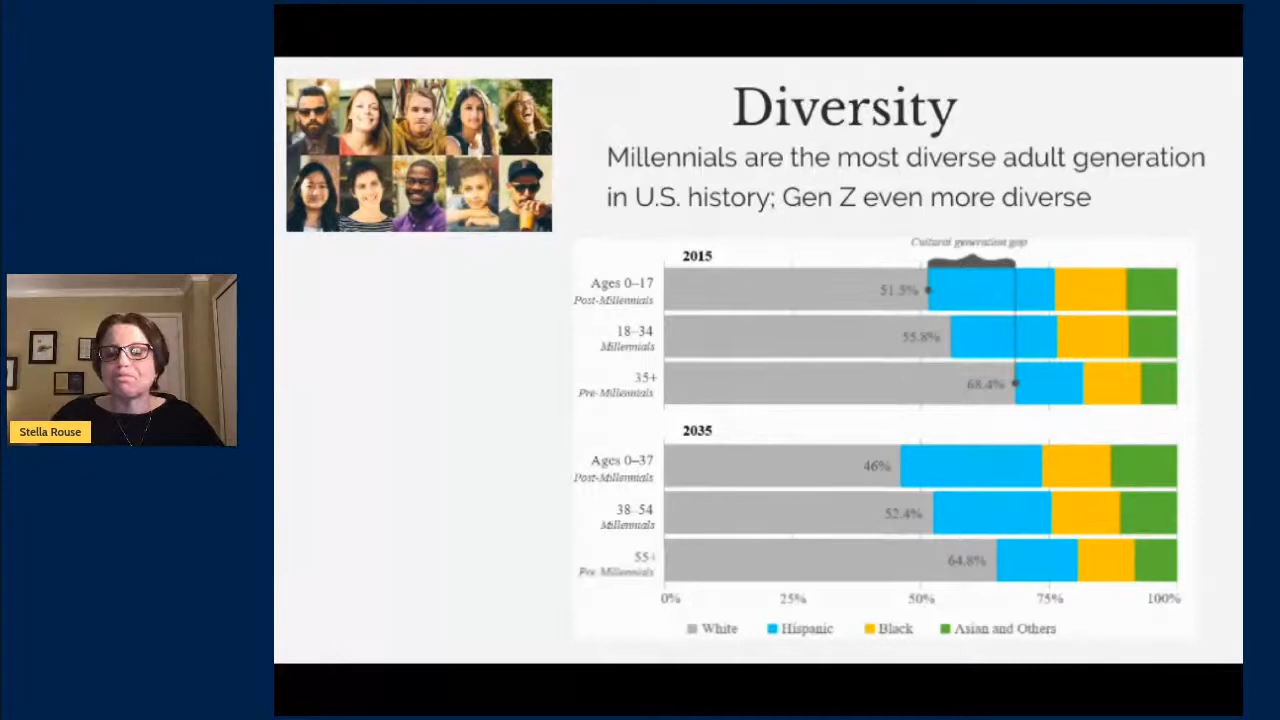 Diversity
Millennials are the most diverse adult generation
in U.S. history; Gen Z even more diverse
Cultural generation gap
2015
Ages 0–17
Post-Millennials
51.5%
18–34
Millennials
55.8%
35+
Pre-Millennials
68.4%
2035
Ages 0–37
Post-Millennials
46%
38–54
Millennials
52.4%
55+
Pre-Millennials
64.8%
0% 25% 50% 75% 100%
White Hispanic Black Asian and Others
Stella Rouse